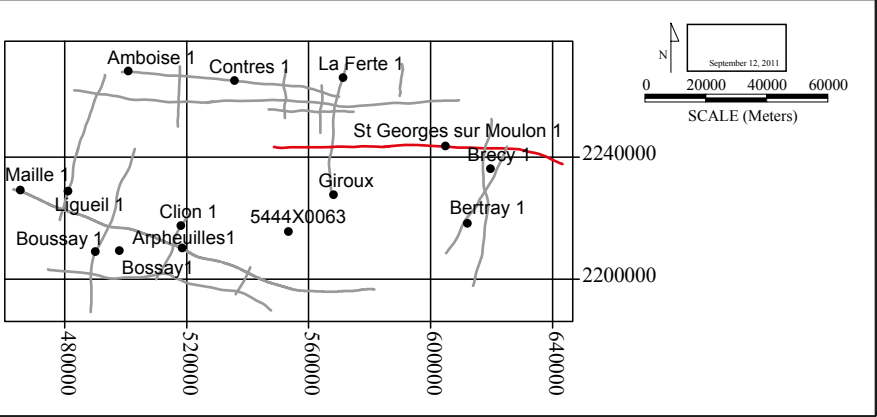 Amboise 1
Contres 1
La Ferte 1
St Georges sur Moulon 1
Brecy 1
Maille 1
Ligueil 1
Giroux
Clion 1
5444X0063
Bertray 1
Boussay 1
Arpheuilles1
Bossay1
2240000
2200000
480000
520000
560000
600000
640000
N
September 12, 2011
0 20000 40000 60000
SCALE (Meters)